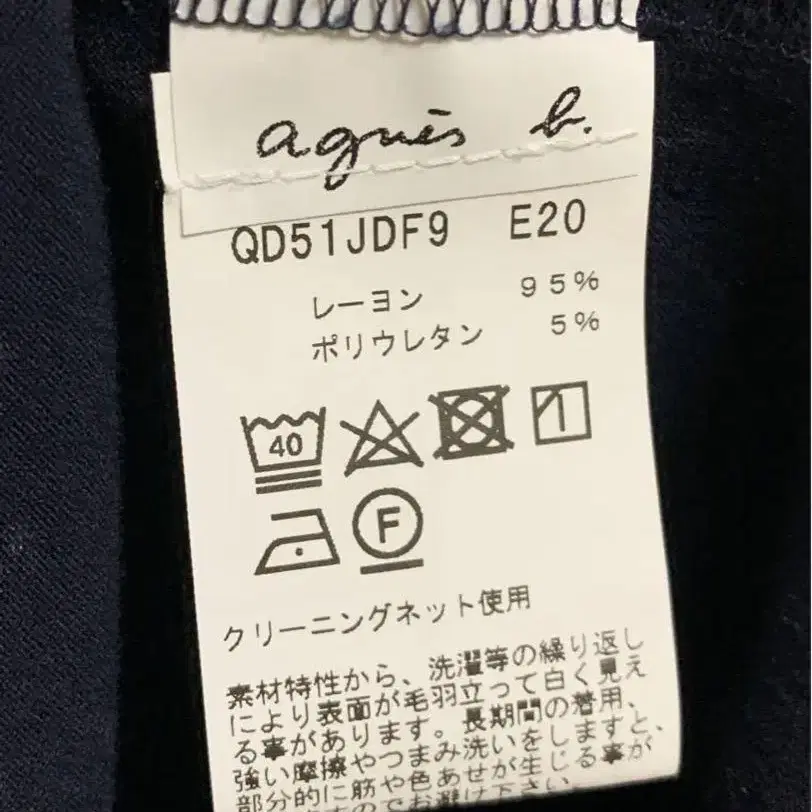 agnès b.
QD51JDF9 E20
レーヨン 95%
ポリウレタン 5%
40
F
クリーニングネット使用
素材特性から、洗濯等の繰り返し
により表面が毛羽立って白く見え
る事があります。長期間の着用、
強い摩擦やつまみ洗いをしますと、
部分的に筋や色あせが生じる事が